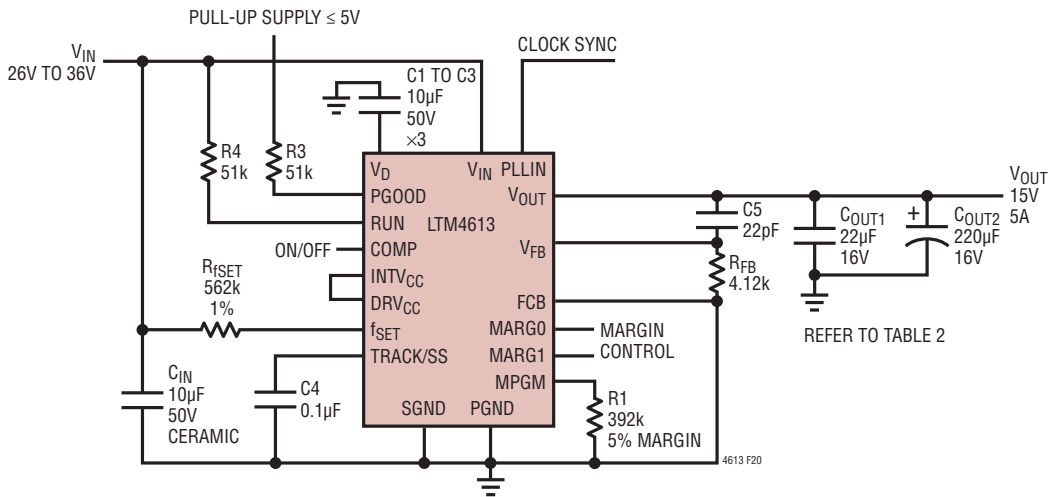 PULL-UP SUPPLY ≤ 5V
V_IN
26V TO 36V
CLOCK SYNC
C1 TO C3
10µF
50V
×3
R4
51k
R3
51k
V_D
V_IN PLLIN
PGOOD
V_OUT
RUN
LTM4613
ON/OFF
COMP
V_FB
INTV_CC
DRV_CC
FCB
f_SET
MARG0
TRACK/SS
MARG1
MPGM
SGND
PGND
R_fSET
562k
1%
C_IN
10µF
50V
CERAMIC
C4
0.1µF
C5
22pF
R_FB
4.12k
MARGIN
CONTROL
R1
392k
5% MARGIN
C_OUT1
22µF
16V
+
C_OUT2
220µF
16V
V_OUT
15V
5A
REFER TO TABLE 2
4613 F20